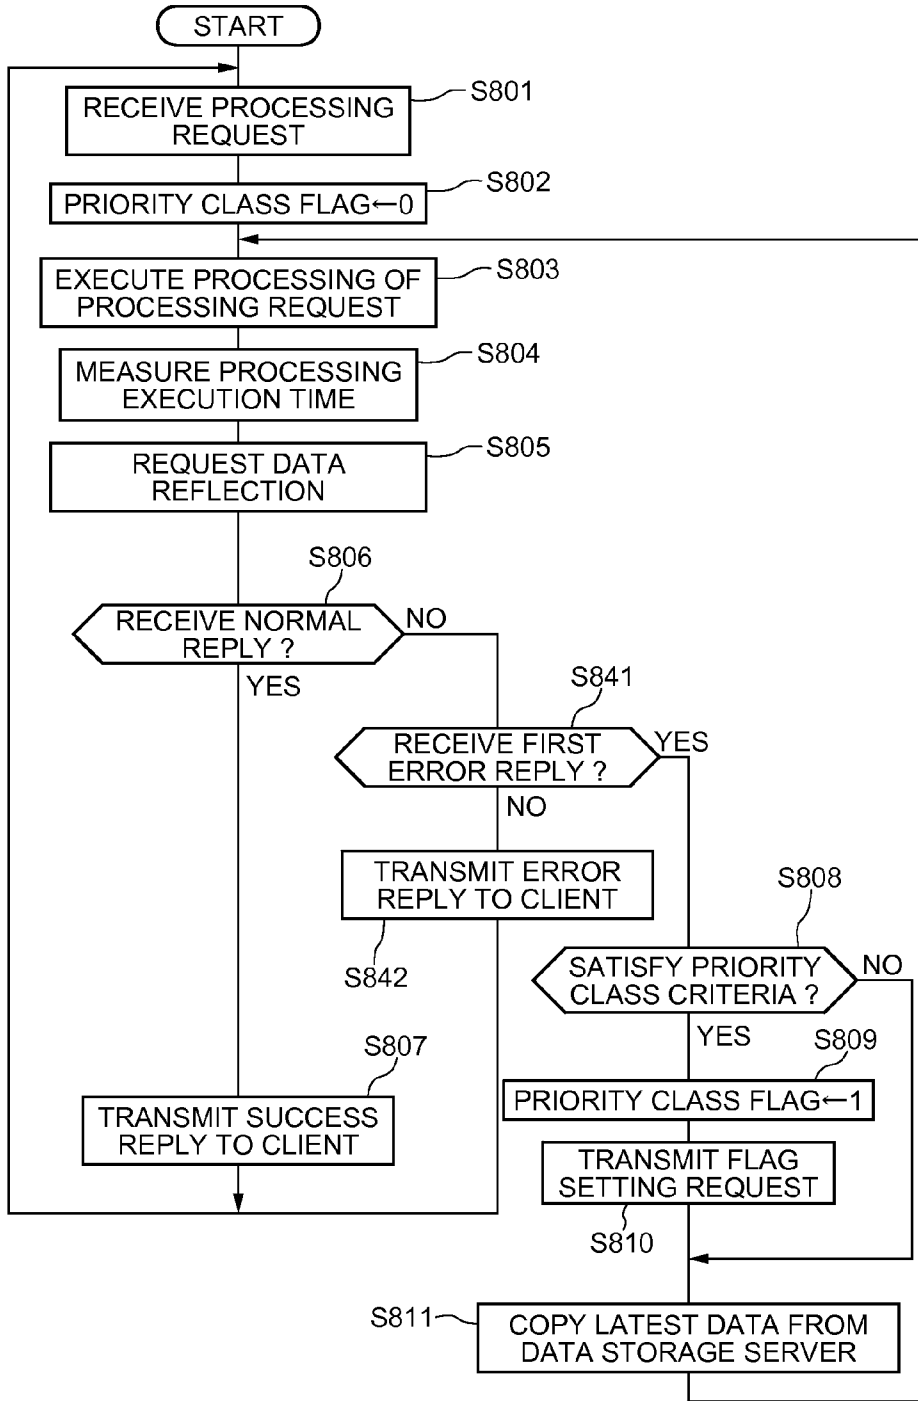 START
S801
RECEIVE PROCESSING
REQUEST
S802
PRIORITY CLASS FLAG←0
S803
EXECUTE PROCESSING OF
PROCESSING REQUEST
S804
MEASURE PROCESSING
EXECUTION TIME
S805
REQUEST DATA
REFLECTION
S806
RECEIVE NORMAL
REPLY ?
NO
YES
S841
RECEIVE FIRST
ERROR REPLY ?
YES
NO
TRANSMIT ERROR
REPLY TO CLIENT
S842
S808
SATISFY PRIORITY
CLASS CRITERIA ?
NO
YES
S807
TRANSMIT SUCCESS
REPLY TO CLIENT
S809
PRIORITY CLASS FLAG←1
TRANSMIT FLAG
SETTING REQUEST
S810
S811
COPY LATEST DATA FROM
DATA STORAGE SERVER